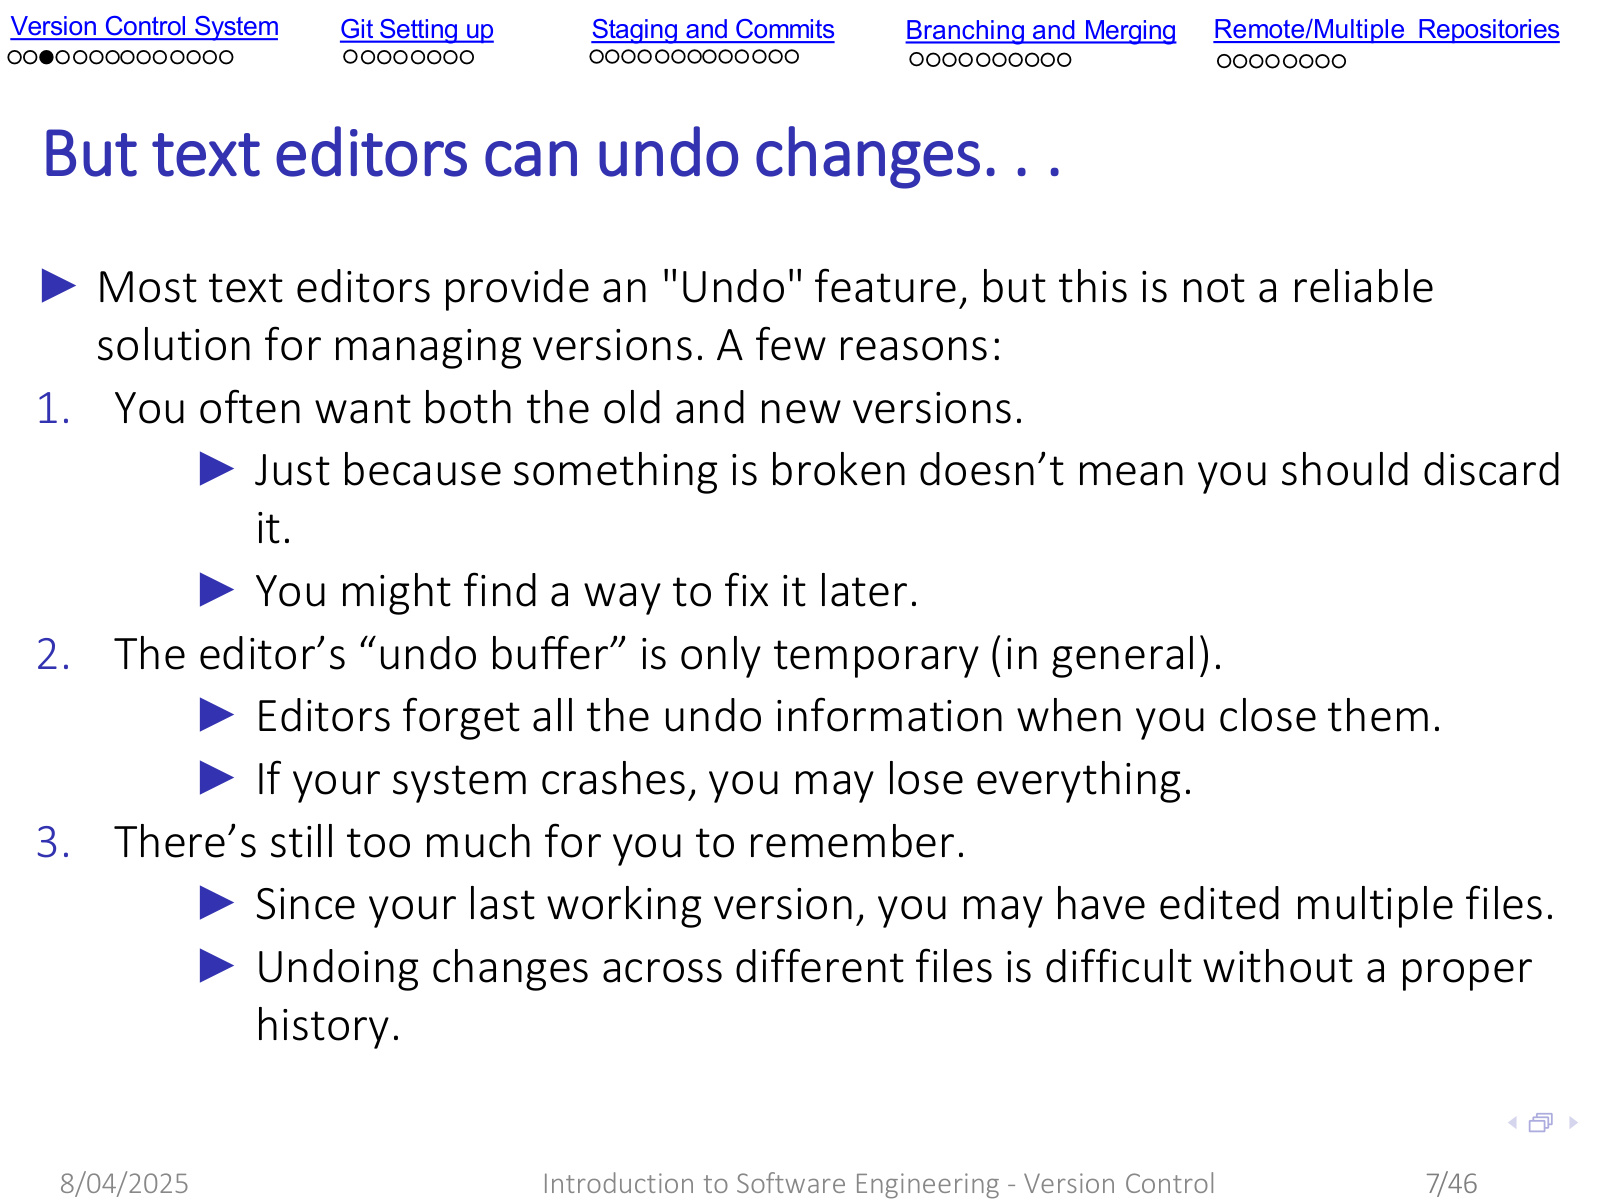 Version Control System
Git Setting up
Staging and Commits
Branching and Merging
Remote/Multiple Repositories
But text editors can undo changes. . .
▶ Most text editors provide an "Undo" feature, but this is not a reliable
solution for managing versions. A few reasons:
1. You often want both the old and new versions.
▶ Just because something is broken doesn’t mean you should discard
it.
▶ You might find a way to fix it later.
2. The editor’s “undo buffer” is only temporary (in general).
▶ Editors forget all the undo information when you close them.
▶ If your system crashes, you may lose everything.
3. There’s still too much for you to remember.
▶ Since your last working version, you may have edited multiple files.
▶ Undoing changes across different files is difficult without a proper
history.
8/04/2025
Introduction to Software Engineering - Version Control
7/46